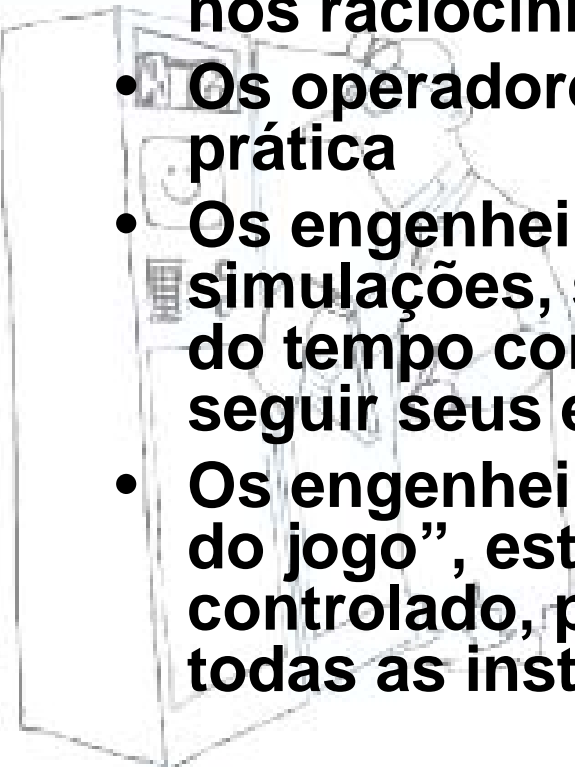 nos raciocin
• Os operador
prática
• Os engenhei
simulações,
do tempo co
seguir seus e
• Os engenhei
do jogo”, est
controlado, p
todas as inst